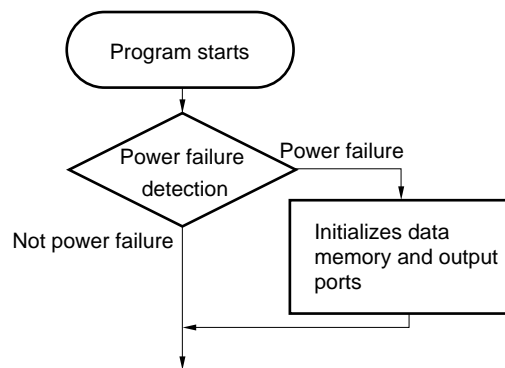 Program starts
Power failure
detection
Power failure
Not power failure
Initializes data
memory and output
ports